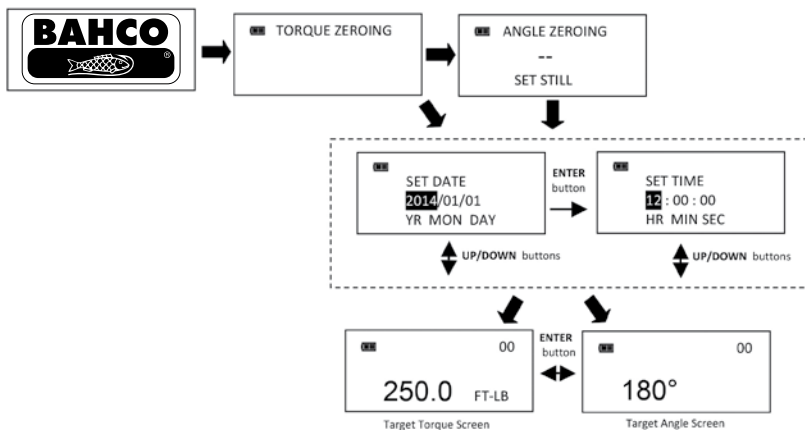 BAHCO
®
TORQUE ZEROING
ANGLE ZEROING
--
SET STILL
SET DATE
2014/01/01
YR MON DAY
ENTER
button
SET TIME
12 : 00 : 00
HR MIN SEC
UP/DOWN buttons
UP/DOWN buttons
00
250.0 FT-LB
Target Torque Screen
ENTER
button
00
180°
Target Angle Screen